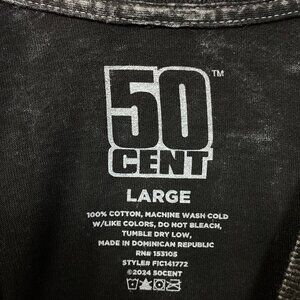 50™
CENT
LARGE
100% COTTON, MACHINE WASH COLD
W/LIKE COLORS, DO NOT BLEACH,
TUMBLE DRY LOW,
MADE IN DOMINICAN REPUBLIC
RN# 153105
STYLE# FIC141772
©2024 50CENT